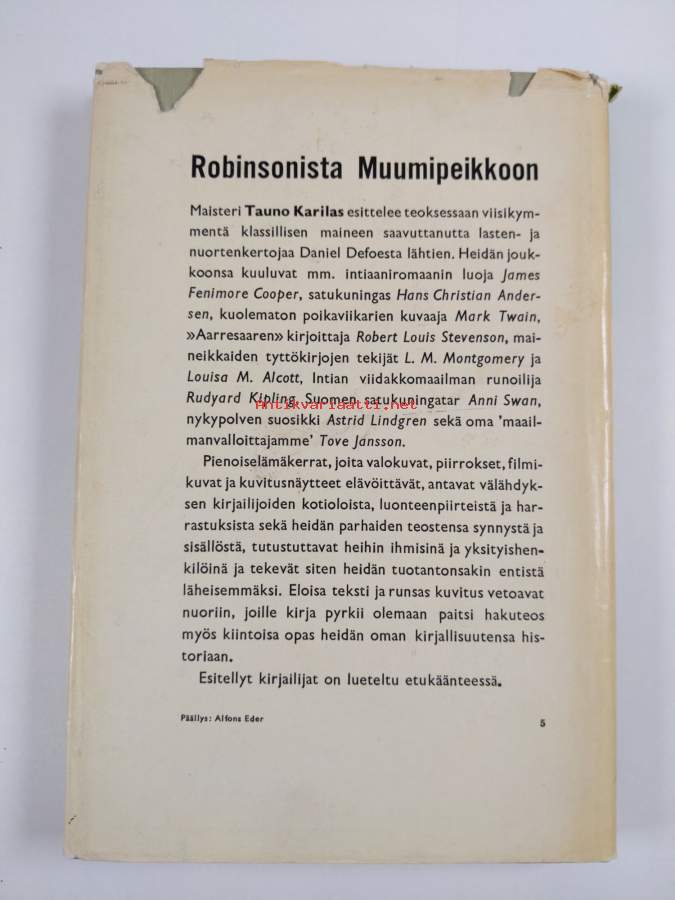 Robinsonista Muumipeikkoon
Maisteri Tauno Karilas esittelee teoksessaan viisikym-
mentä klassillisen maineen saavuttanutta lasten- ja
nuortenkertojaa Daniel Defoesta lähtien. Heidän jouk-
koonsa kuuluvat mm. intiaaniromaanin luoja James
Fenimore Cooper, satukuningas Hans Christian Ander-
sen, kuolematon poikaviikarien kuvaaja Mark Twain,
»Aarresaaren» kirjoittaja Robert Louis Stevenson, mai-
neikkaiden tyttökirjojen tekijät L. M. Montgomery ja
Louisa M. Alcott, Intian viidakkomaailman runoilija
Rudyard Kipling, Suomen satukuningatar Anni Swan,
Antikvariaatti.net
nykypolven suosikki Astrid Lindgren sekä oma 'maail-
manvalloittajamme' Tove Jansson.
Pienoiselämäkerrat, joita valokuvat, piirrokset, filmi-
kuvat ja kuvitusnäytteet elävöittävät, antavat välähdyk-
sen kirjailijoiden kotioloista, luonteenpiirteistä ja har-
rastuksista sekä heidän parhaiden teostensa synnystä ja
sisällöstä, tutustuttavat heihin ihmisinä ja yksityishen-
kilöinä ja tekevät siten heidän tuotantonsakin entistä
läheisemmäksi. Eloisa teksti ja runsas kuvitus vetoavat
nuoriin, joille kirja pyrkii olemaan paitsi hakuteos
myös kiintoisa opas heidän oman kirjallisuutensa his-
toriaan.
Esitellyt kirjailijat on lueteltu etukäänteessä.
Päällys: Alfons Eder
5